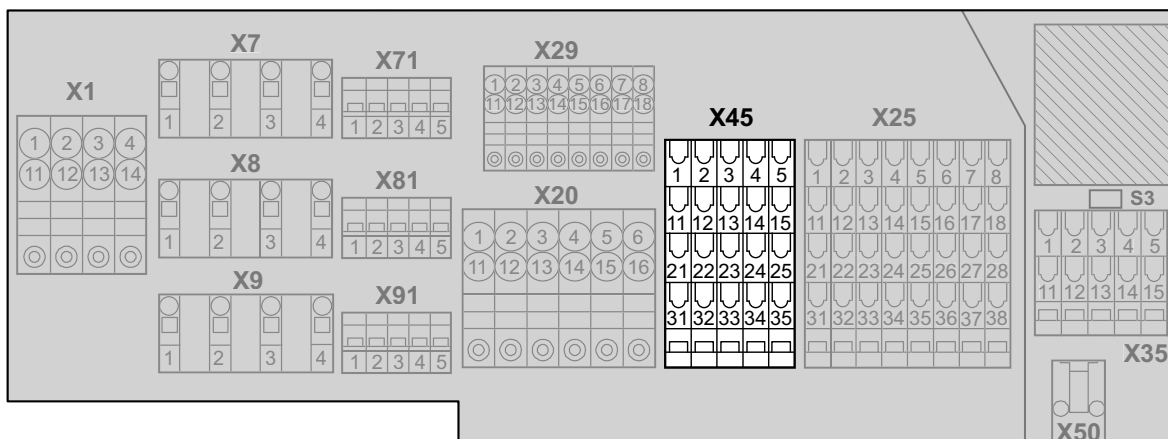 X1
1 2 3 4
11 12 13 14
X7
1 2 3 4
X8
1 2 3 4
X9
1 2 3 4
X71
1 2 3 4 5
X81
1 2 3 4 5
X91
1 2 3 4 5
X29
1 2 3 4 5 6 7 8
11 12 13 14 15 16 17 18
X20
1 2 3 4 5 6
11 12 13 14 15 16
X45
1 2 3 4 5
11 12 13 14 15
21 22 23 24 25
31 32 33 34 35
X25
1 2 3 4 5 6 7 8
11 12 13 14 15 16 17 18
21 22 23 24 25 26 27 28
31 32 33 34 35 36 37 38
S3
1 2 3 4 5
11 12 13 14 15
X35
X50